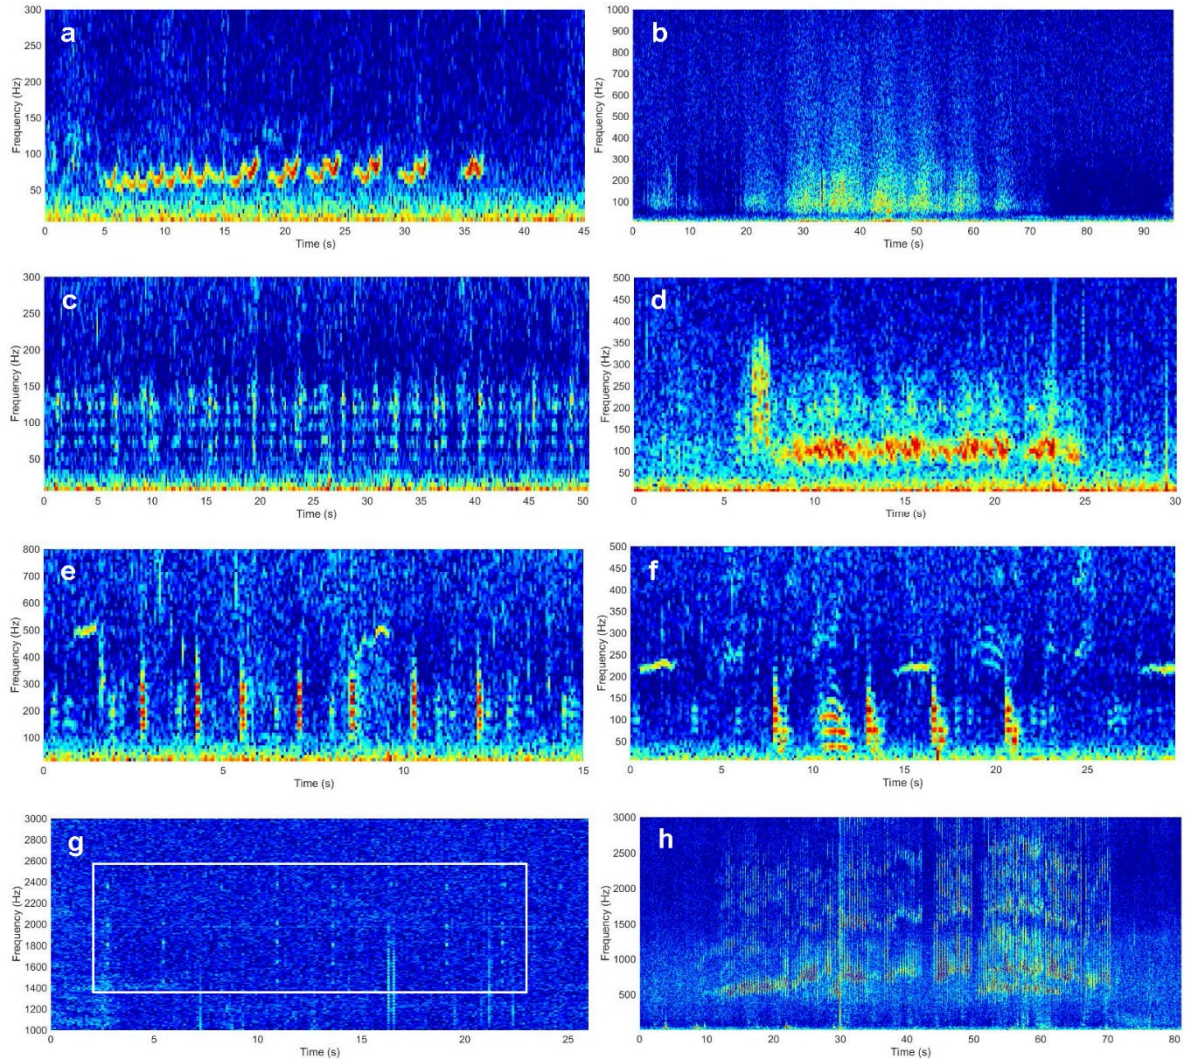 a
300
250
200
150
100
50
Frequency (Hz)
0 5 10 15 20 25 30 35 40 45
Time (s)
b
1000
900
800
700
600
500
400
300
200
100
Frequency (Hz)
0 10 20 30 40 50 60 70 80 90
Time (s)
c
300
250
200
150
100
50
Frequency (Hz)
0 5 10 15 20 25 30 35 40 45 50
Time (s)
d
500
450
400
350
300
250
200
150
100
50
Frequency (Hz)
0 5 10 15 20 25 30
Time (s)
e
800
700
600
500
400
300
200
100
Frequency (Hz)
0 5 10 15
Time (s)
f
500
450
400
350
300
250
200
150
100
50
Frequency (Hz)
0 5 10 15 20 25
Time (s)
g
3000
2800
2600
2400
2200
2000
1800
1600
1400
1200
1000
Frequency (Hz)
0 5 10 15 20 25
Time (s)
h
3000
2500
2000
1500
1000
500
Frequency (Hz)
0 10 20 30 40 50 60 70 80
Time (s)